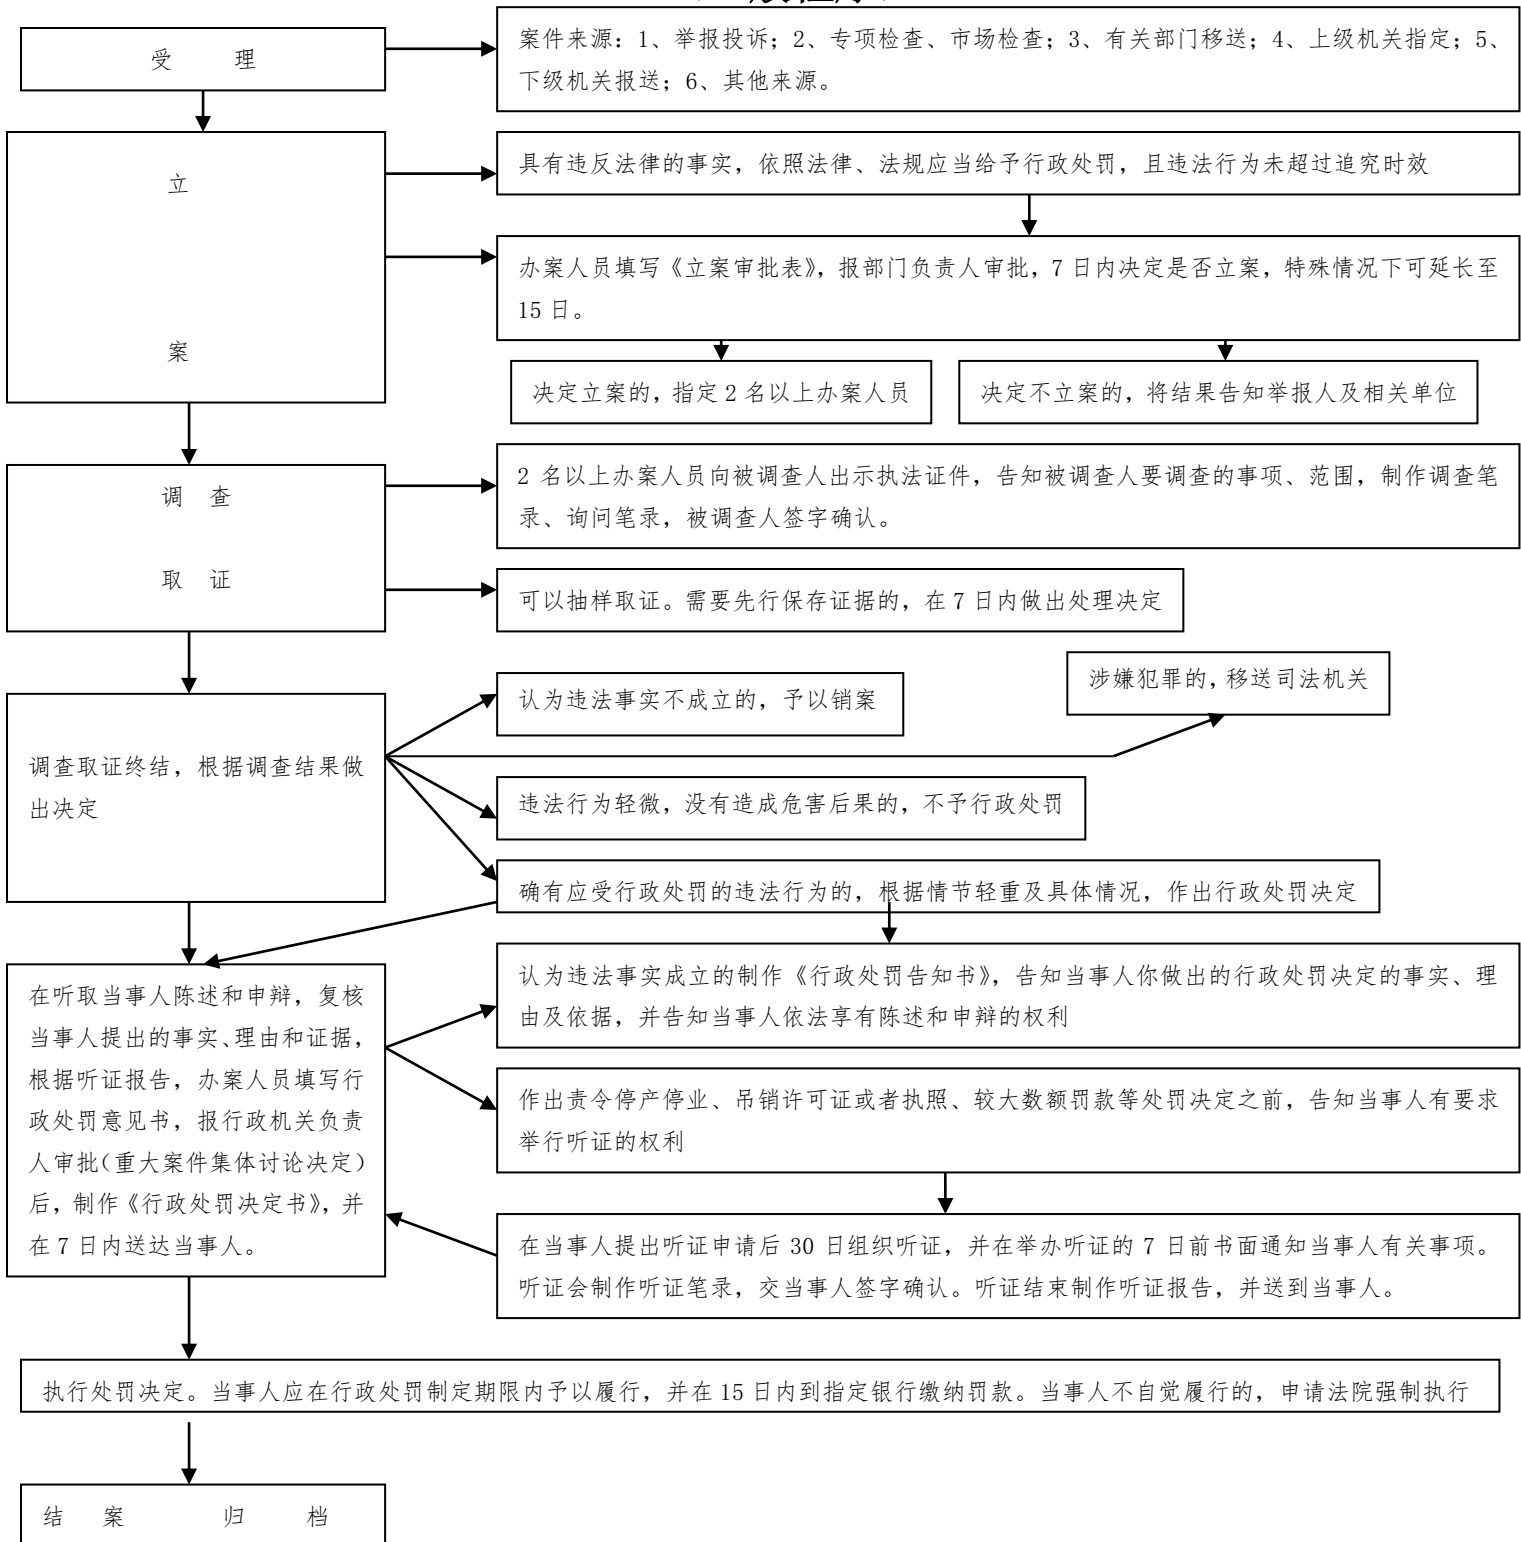 受 理
案件来源：1、举报投诉；2、专项检查、市场检查；3、有关部门移送；4、上级机关指定；5、
下级机关报送；6、其他来源。
立
案
具有违反法律的事实，依照法律、法规应当给予行政处罚，且违法行为未超过追究时效
办案人员填写《立案审批表》，报部门负责人审批，7 日内决定是否立案，特殊情况下可延长至
15 日。
决定立案的，指定 2 名以上办案人员
决定不立案的，将结果告知举报人及相关单位
调 查
取 证
2 名以上办案人员向被调查人出示执法证件，告知被调查人要调查的事项、范围，制作调查笔
录、询问笔录，被调查人签字确认。
可以抽样取证。需要先行保存证据的，在 7 日内做出处理决定
调查取证终结，根据调查结果做
出决定
认为违法事实不成立的，予以销案
涉嫌犯罪的，移送司法机关
违法行为轻微，没有造成危害后果的，不予行政处罚
确有应受行政处罚的违法行为的，根据情节轻重及具体情况，作出行政处罚决定
在听取当事人陈述和申辩，复核
当事人提出的事实、理由和证据，
根据听证报告，办案人员填写行
政处罚意见书，报行政机关负责
人审批（重大案件集体讨论决定）
后，制作《行政处罚决定书》，并
在 7 日内送达当事人。
认为违法事实成立的制作《行政处罚告知书》，告知当事人你做出的行政处罚决定的事实、理
由及依据，并告知当事人依法享有陈述和申辩的权利
作出责令停产停业、吊销许可证或者执照、较大数额罚款等处罚决定之前，告知当事人有要求
举行听证的权利
在当事人提出听证申请后 30 日组织听证，并在举办听证的 7 日前书面通知当事人有关事项。
听证会制作听证笔录，交当事人签字确认。听证结束制作听证报告，并送到当事人。
执行处罚决定。当事人应在行政处罚制定期限内予以履行，并在 15 日内到指定银行缴纳罚款。当事人不自觉履行的，申请法院强制执行
结 案 归 档